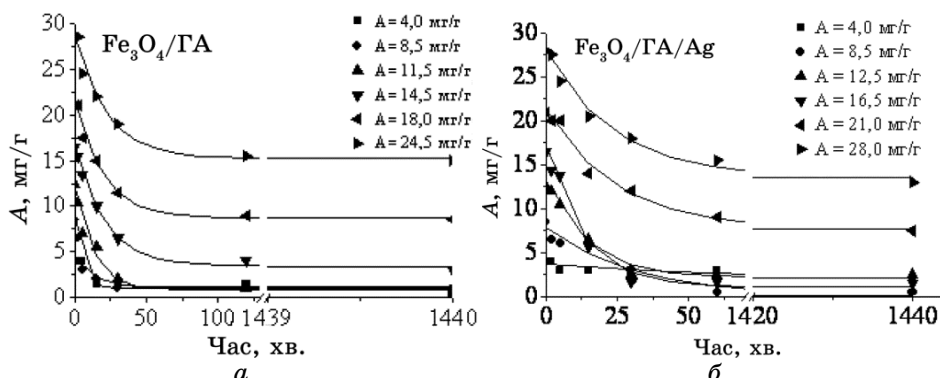 30
25
20
15
10
5
0
A, мг/г
Fe₃O₄/ГА
A = 4,0 мг/г
A = 8,5 мг/г
A = 11,5 мг/г
A = 14,5 мг/г
A = 18,0 мг/г
A = 24,5 мг/г
0 50 100 1439 1440
Час, хв.
а
30
25
20
15
10
5
0
A, мг/г
Fe₃O₄/ГА/Ag
A = 4,0 мг/г
A = 8,5 мг/г
A = 12,5 мг/г
A = 16,5 мг/г
A = 21,0 мг/г
A = 28,0 мг/г
0 20 40 60 1420 1440
Час, хв.
б